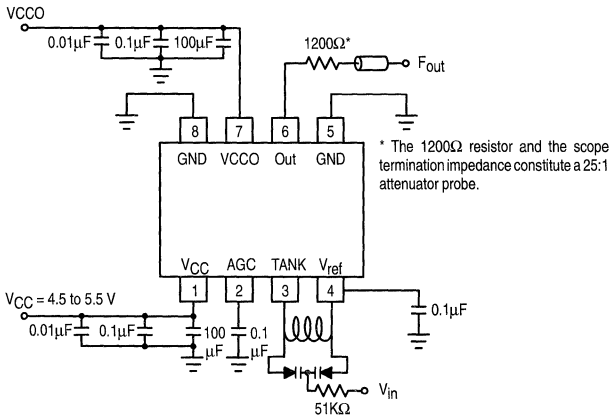 VCCO
0.01µF 0.1µF 100µF
1200Ω*
Fout
8 7 6 5
GND VCCO Out GND
* The 1200Ω resistor and the scope
termination impedance constitute a 25:1
attenuator probe.
VCC AGC TANK Vref
1 2 3 4
VCC = 4.5 to 5.5 V
0.01µF 0.1µF 100 µF
0.1 µF
0.1µF
Vin
51KΩ